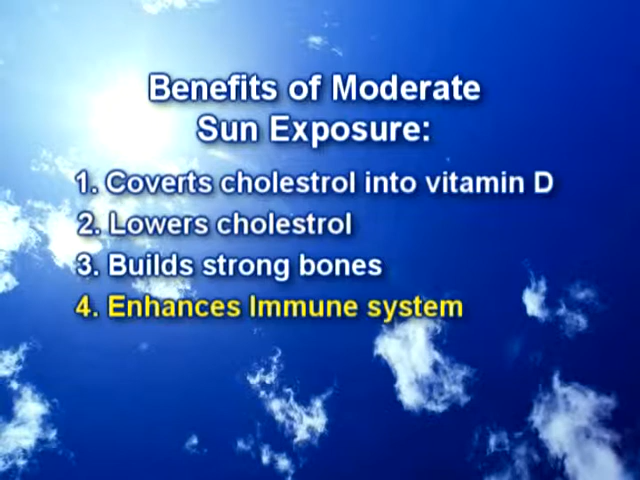 Benefits of Moderate
Sun Exposure:
1. Coverts cholestrol into vitamin D
2. Lowers cholestrol
3. Builds strong bones
4. Enhances Immune system